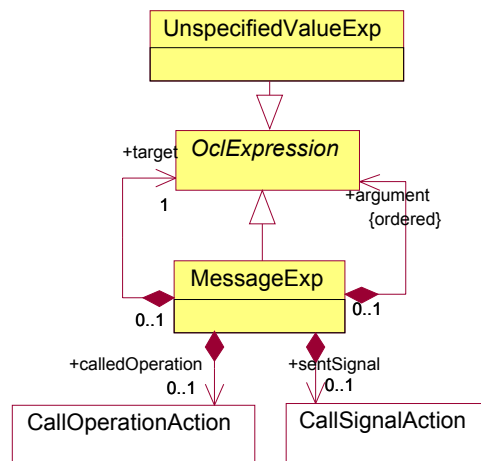 UnspecifiedValueExp
+target
OclExpression
1
+argument
{ordered}
MessageExp
0..1
0..1
+calledOperation
+sentSignal
0..1
0..1
CallOperationAction
CallSignalAction